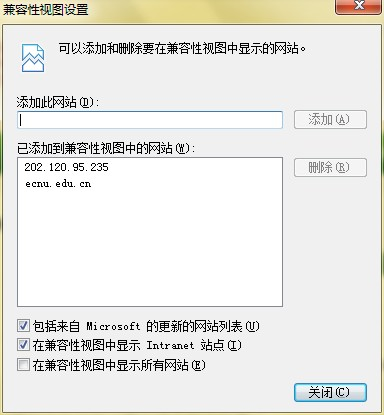 兼容性视图设置
可以添加和删除要在兼容性视图中显示的网站。
添加此网站(D):
添加(A)
已添加到兼容性视图中的网站(W):
202.120.95.235
ecnu.edu.cn
删除(R)
包括来自 Microsoft 的更新的网站列表(U)
在兼容性视图中显示 Intranet 站点(I)
在兼容性视图中显示所有网站(E)
关闭(C)